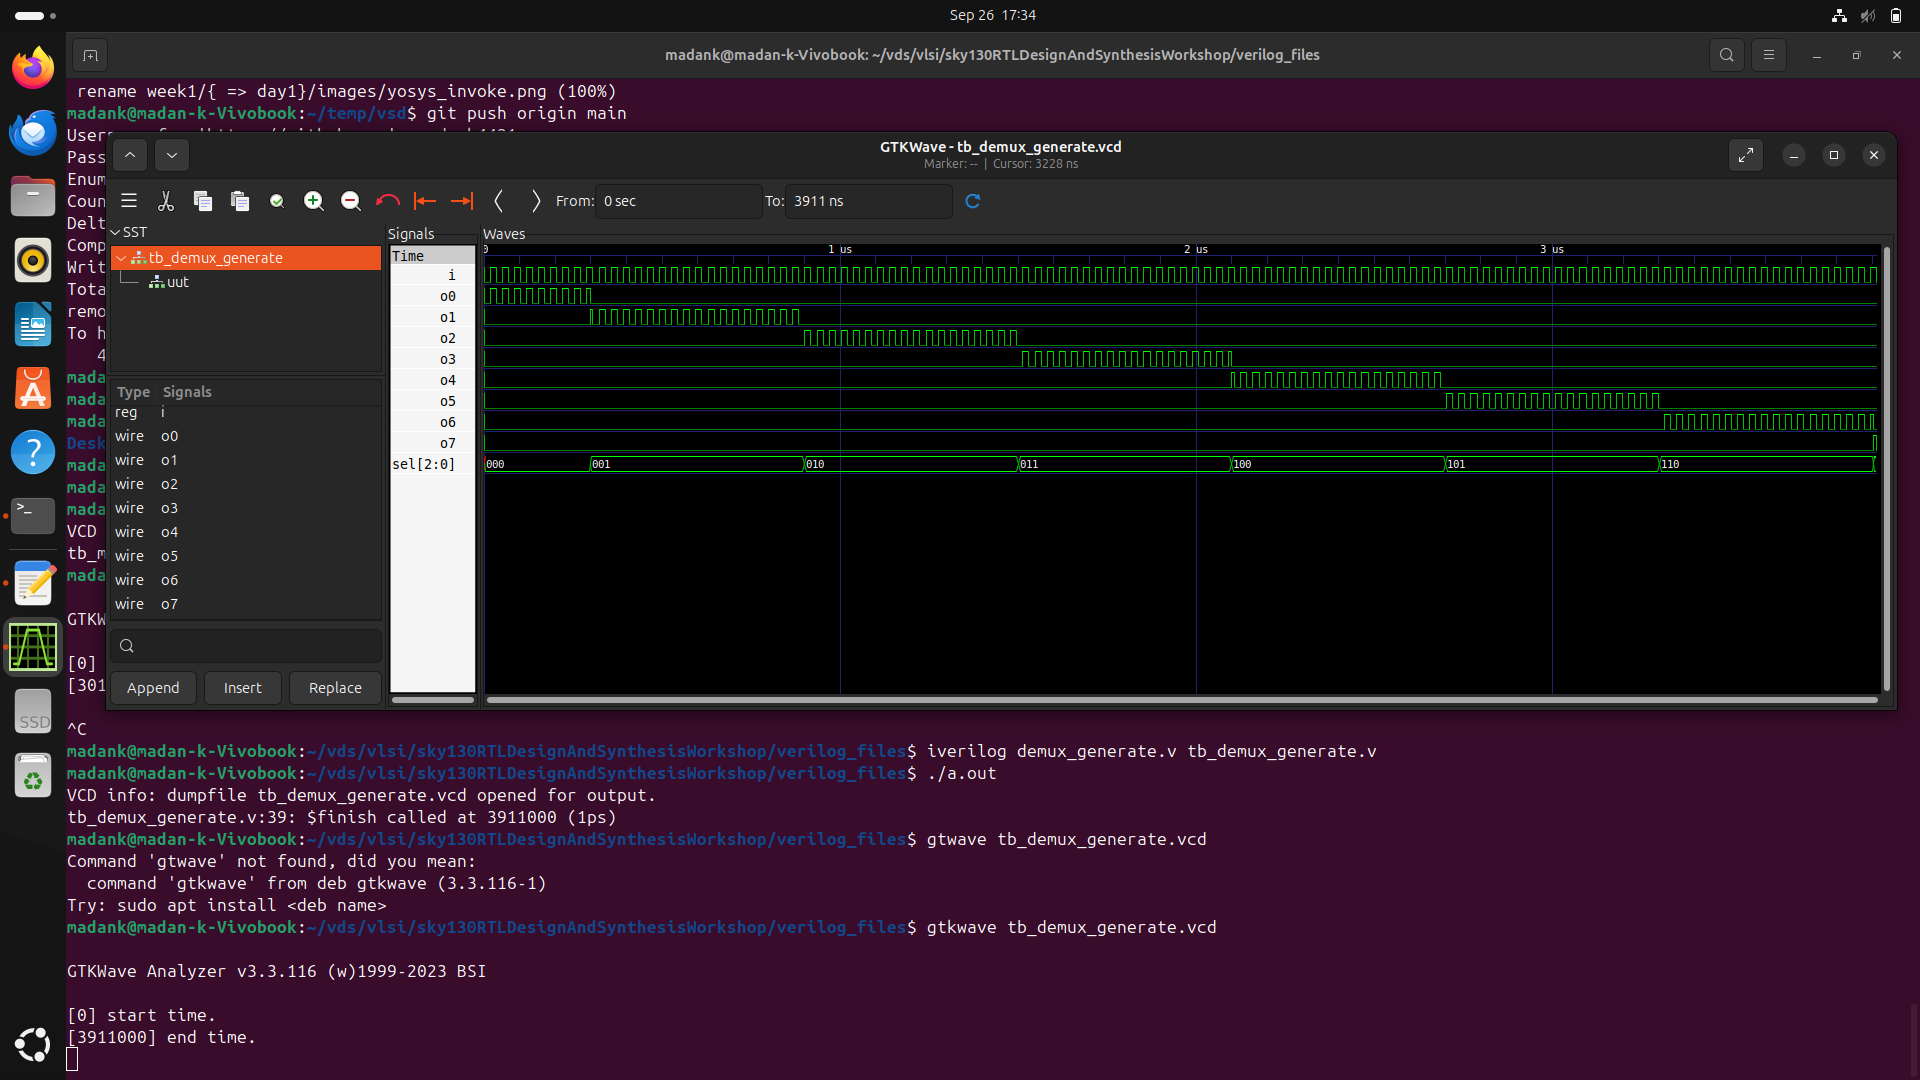 Sep 26 17:34
madank@madan-k-Vivobook: ~/vds/vlsi/sky130RTLDesignAndSynthesisWorkshop/verilog_files
rename week1/{ => day1}/images/yosys_invoke.png (100%)
madank@madan-k-Vivobook:~/temp/vsd$ git push origin main
Pass
Enum
Coun
Delt
Comp
Writ
Tota
remo
To h
4
mada
mada
mada
Desk
mada
mada
mada
VCD
tb_m
mada
GTKW
[0]
[301
GTKWave - tb_demux_generate.vcd
Marker: -- | Cursor: 3228 ns
From: 0 sec To: 3911 ns
SST
tb_demux_generate
uut
Type Signals
reg i
wire o0
wire o1
wire o2
wire o3
wire o4
wire o5
wire o6
wire o7
Append Insert Replace
Signals
Time
i
o0
o1
o2
o3
o4
o5
o6
o7
sel[2:0]
Waves
0 1 us 2 us 3 us
000 001 010 011 100 101 110
SSD
^C
madank@madan-k-Vivobook:~/vds/vlsi/sky130RTLDesignAndSynthesisWorkshop/verilog_files$ iverilog demux_generate.v tb_demux_generate.v
madank@madan-k-Vivobook:~/vds/vlsi/sky130RTLDesignAndSynthesisWorkshop/verilog_files$ ./a.out
VCD info: dumpfile tb_demux_generate.vcd opened for output.
tb_demux_generate.v:39: $finish called at 3911000 (1ps)
madank@madan-k-Vivobook:~/vds/vlsi/sky130RTLDesignAndSynthesisWorkshop/verilog_files$ gtwave tb_demux_generate.vcd
Command 'gtwave' not found, did you mean:
command 'gtkwave' from deb gtkwave (3.3.116-1)
Try: sudo apt install <deb name>
madank@madan-k-Vivobook:~/vds/vlsi/sky130RTLDesignAndSynthesisWorkshop/verilog_files$ gtkwave tb_demux_generate.vcd
GTKWave Analyzer v3.3.116 (w)1999-2023 BSI
[0] start time.
[3911000] end time.